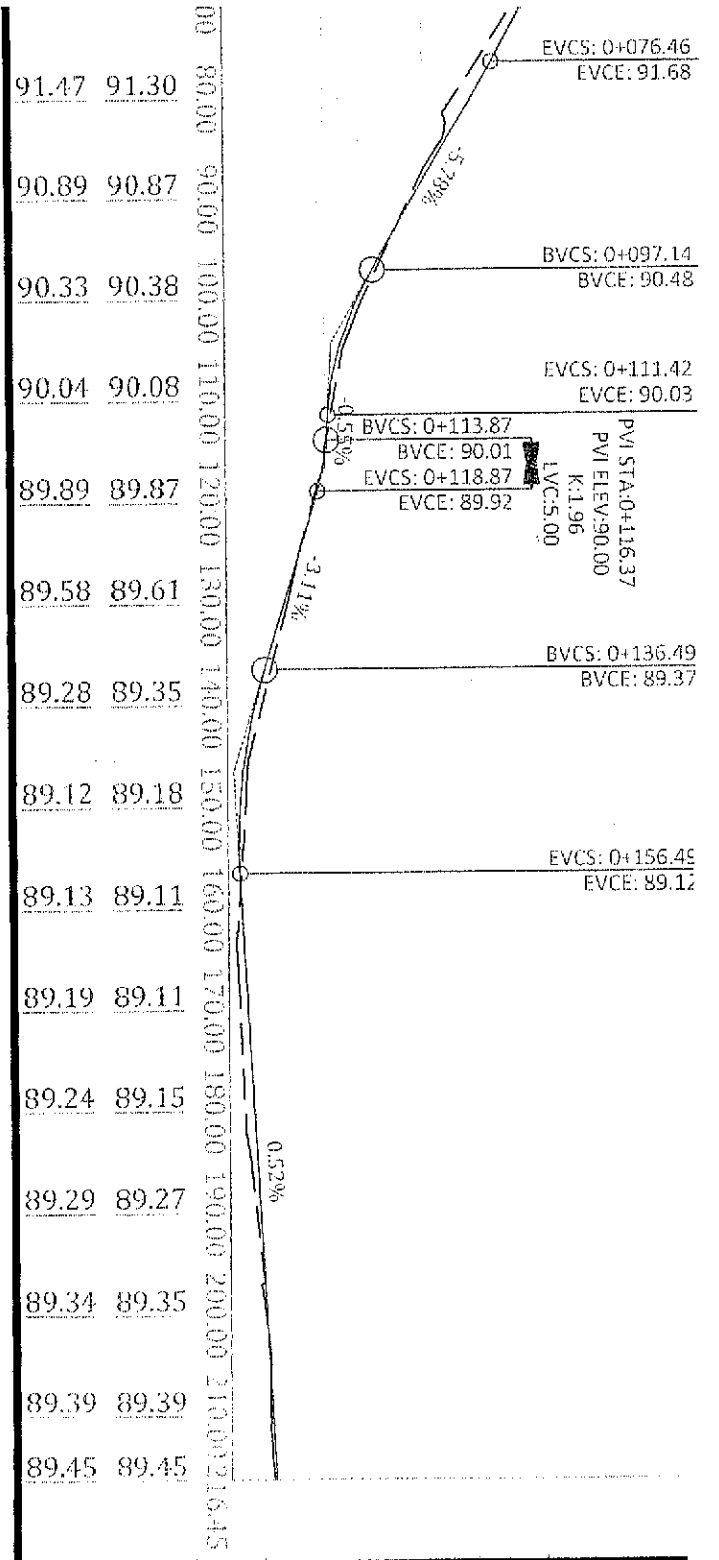 EVCS: 0+076.46
EVCE: 91.68
91.47 91.30 80.00
-5.78%
90.89 90.87 90.00
BVCS: 0+097.14
BVCE: 90.48
90.33 90.38 100.00
EVCS: 0+111.42
EVCE: 90.03
90.04 90.08 110.00
-0.55%
BVCS: 0+113.87
BVCE: 90.01
EVCS: 0+118.87
EVCE: 89.92
PVI STA:0+116.37
PVI ELEV:90.00
K:1.96
LVC:5.00
89.89 89.87 120.00
-3.11%
89.58 89.61 130.00
BVCS: 0+136.49
BVCE: 89.37
89.28 89.35 140.00
89.12 89.18 150.00
EVCS: 0+156.49
EVCE: 89.12
89.13 89.11 160.00
89.19 89.11 170.00
89.24 89.15 180.00
0.52%
89.29 89.27 190.00
89.34 89.35 200.00
89.39 89.39 210.00
89.45 89.45 216.45